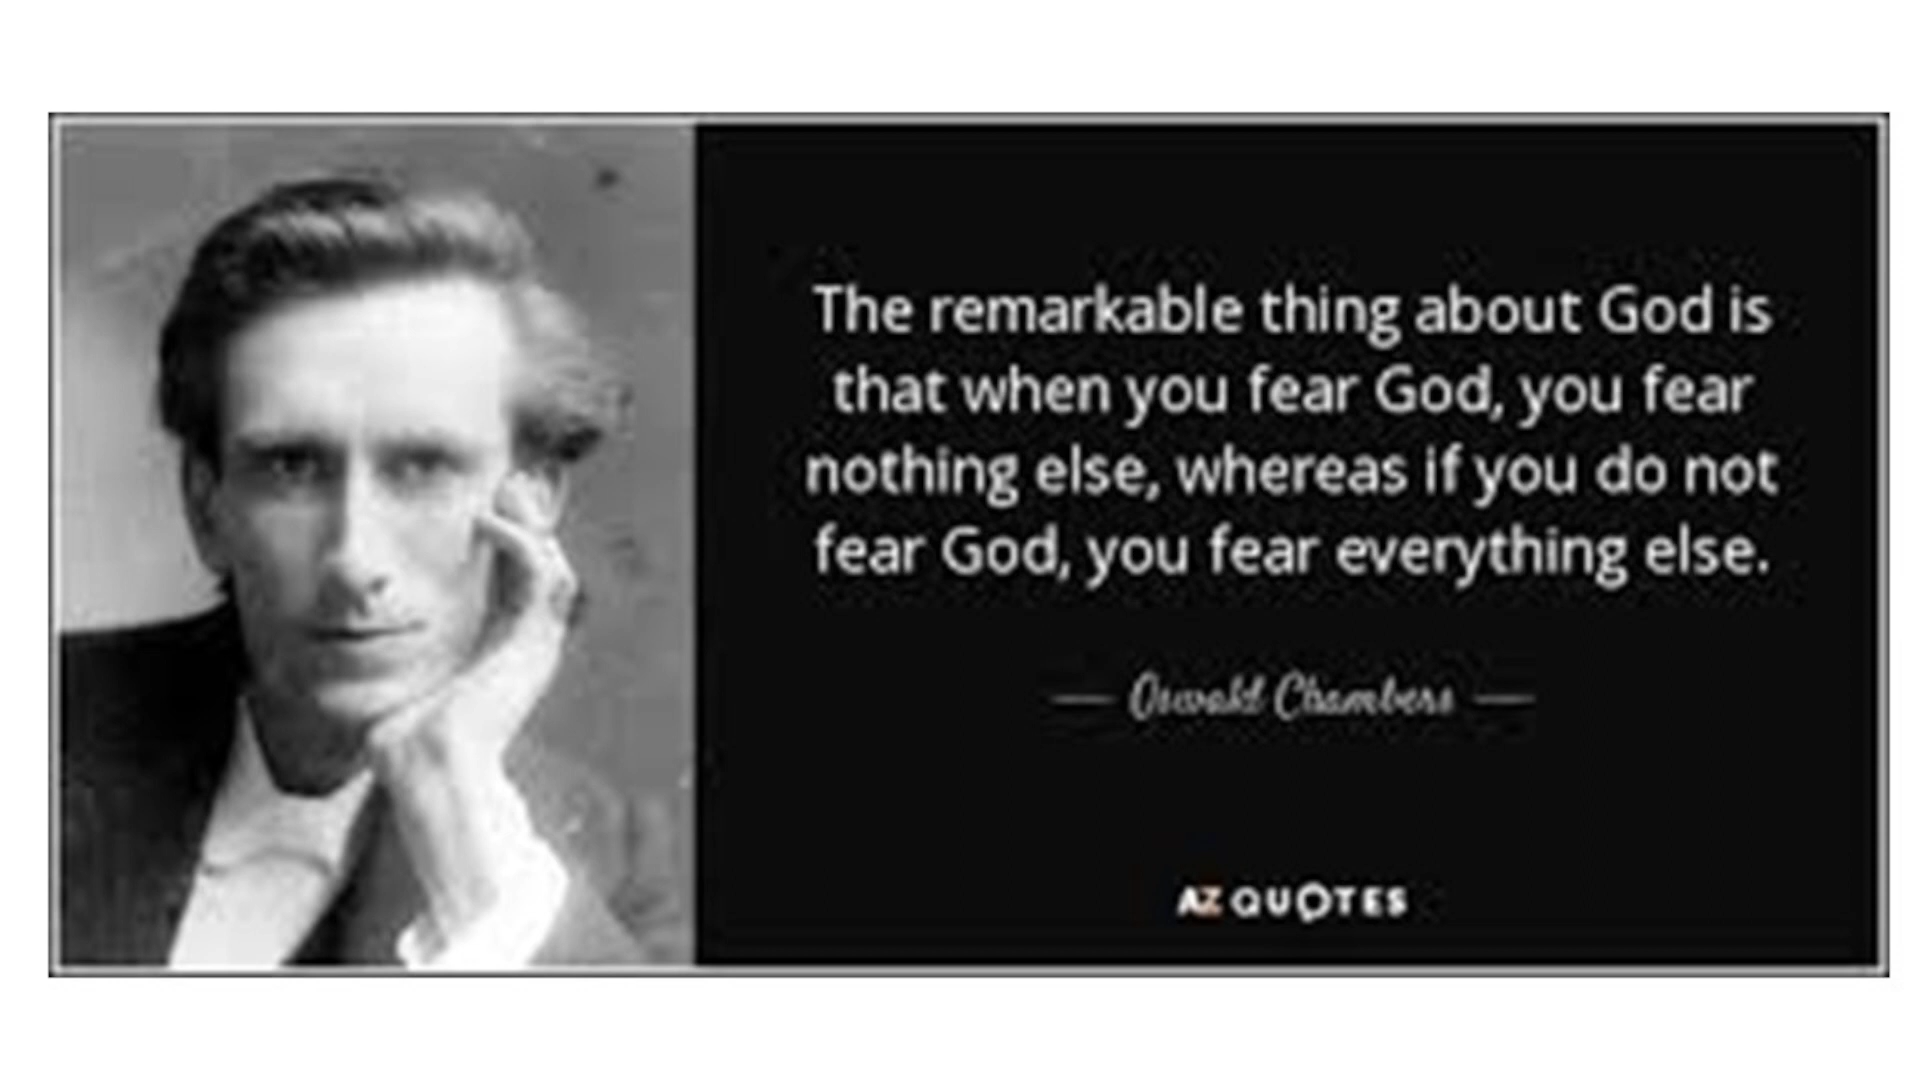 The remarkable thing about God is
that when you fear God, you fear
nothing else, whereas if you do not
fear God, you fear everything else.
— Oswald Chambers —
AZ QUOTES